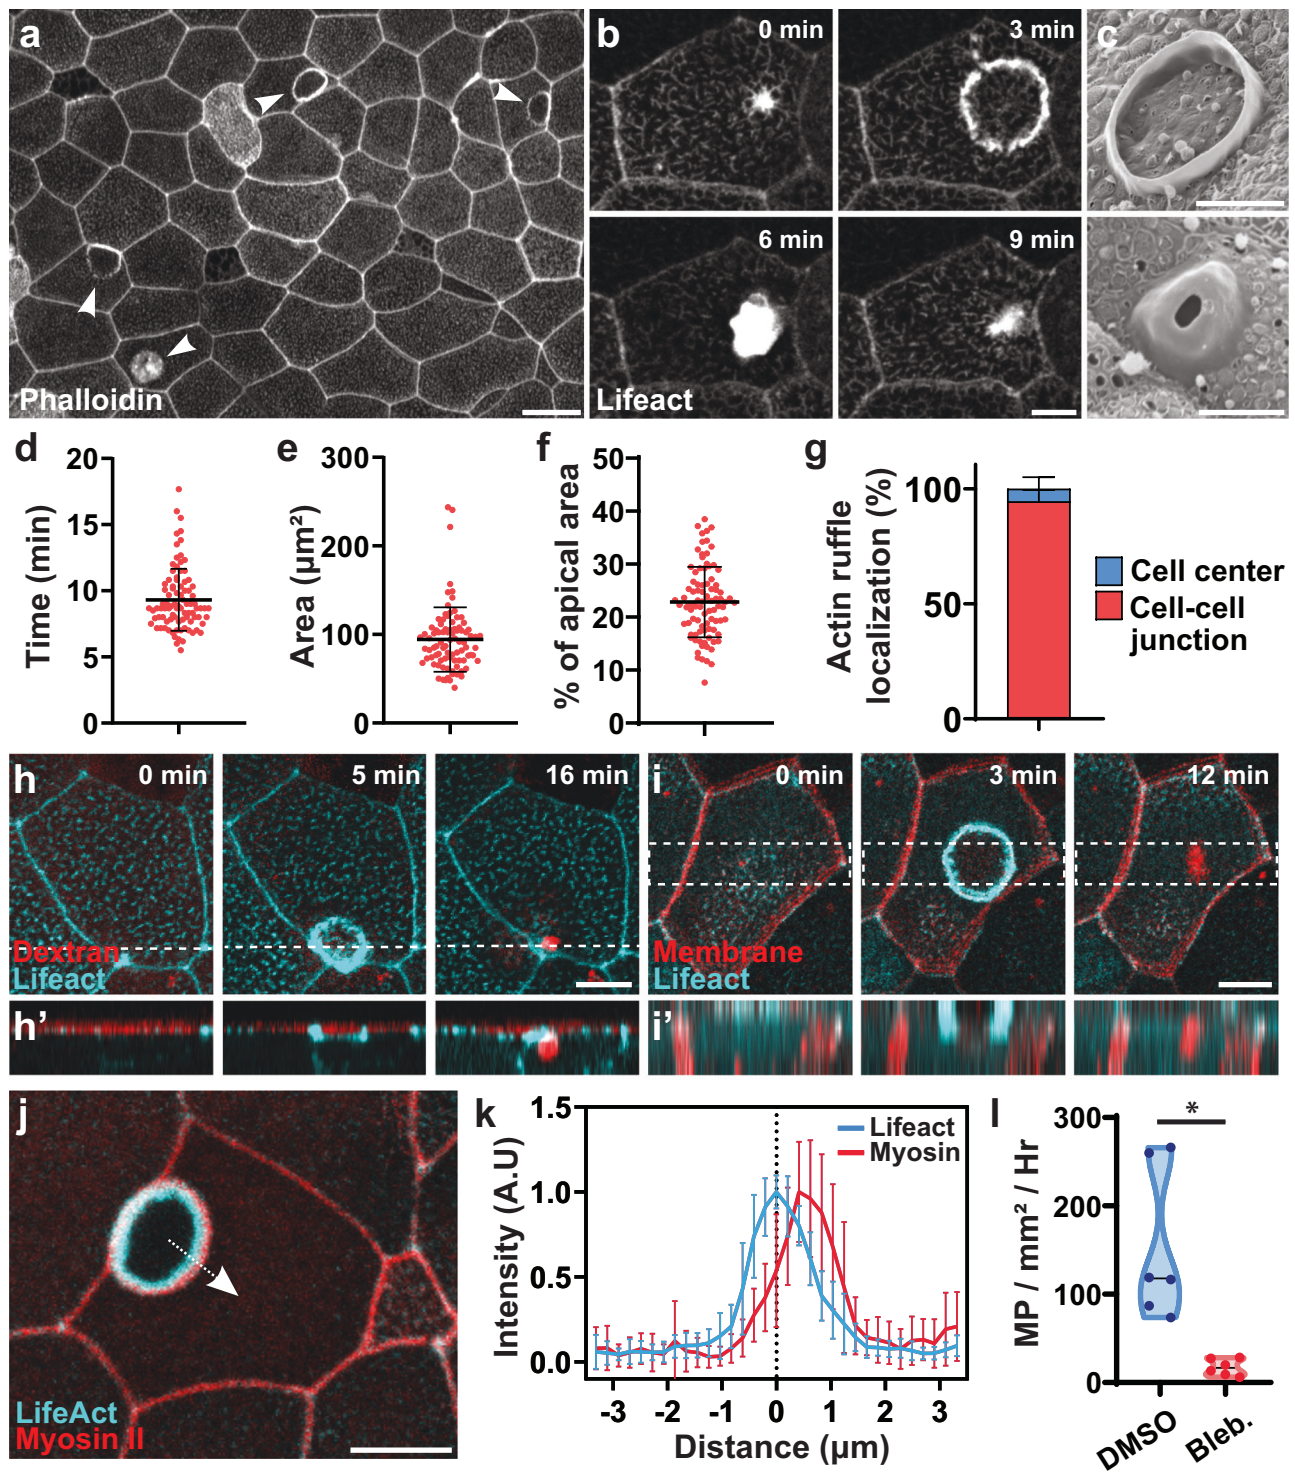 a
Phalloidin
b
0 min
3 min
6 min
9 min
Lifeact
c
d
Time (min)
20
15
10
5
0
e
Area (µm²)
300
200
100
0
f
% of apical area
50
40
30
20
10
0
g
Actin ruffle
localization (%)
100
50
0
Cell center
Cell-cell
junction
h
0 min
5 min
16 min
Dextran
Lifeact
h'
i
0 min
3 min
12 min
Membrane
Lifeact
i'
j
LifeAct
Myosin II
k
Intensity (A.U)
1.5
1.0
0.5
0.0
Lifeact
Myosin
-3 -2 -1 0 1 2 3
Distance (µm)
l
MP / mm² / Hr
300
200
100
0
*
DMSO
Bleb.